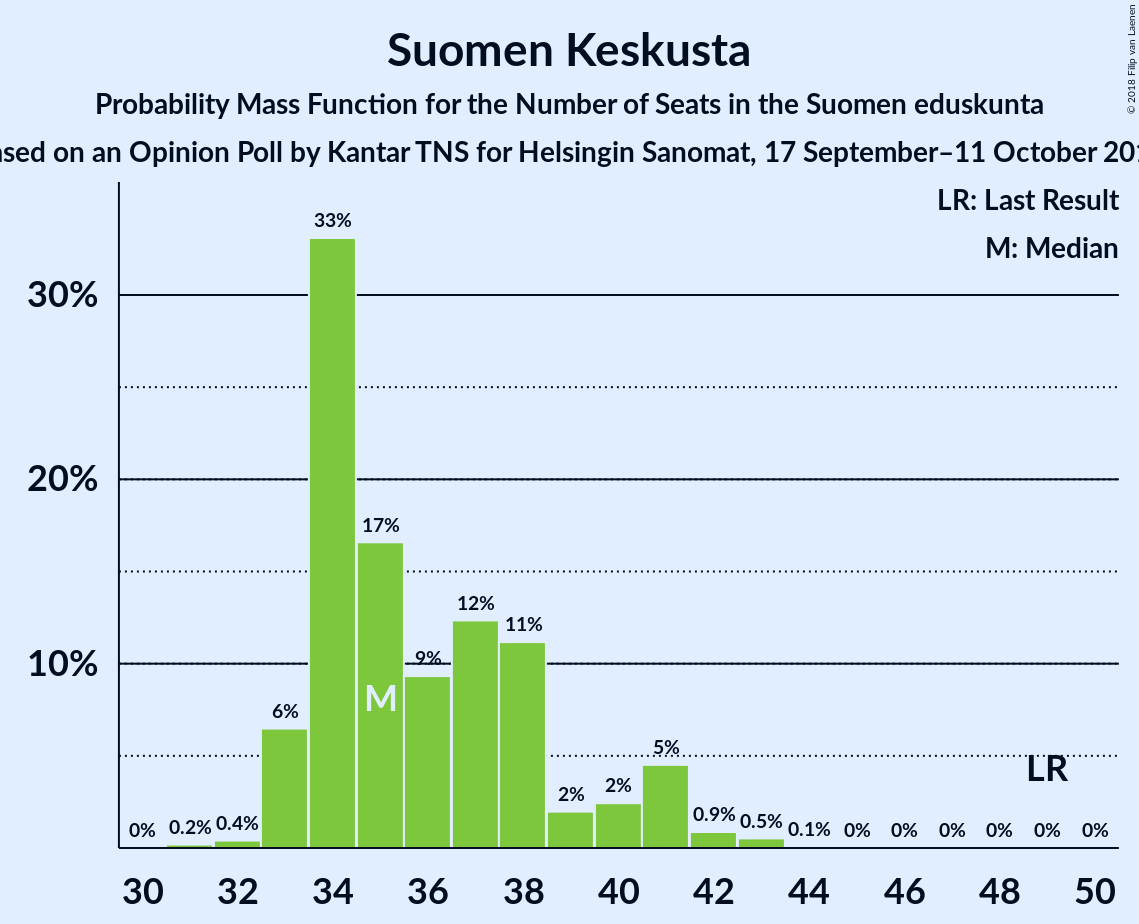 Suomen Keskusta
Probability Mass Function for the Number of Seats in the Suomen eduskunta
on an Opinion Poll by Kantar TNS for Helsingin Sanomat, 17 September–11 October
© 2018 Filip van Laenen
LR: Last Result
M: Median
30%
20%
10%
0%
0.2%
0.4%
6%
33%
17%
9%
12%
11%
2%
2%
5%
0.9%
0.5%
0.1%
0%
0%
0%
0%
0%
0%
M
LR
30 32 34 36 38 40 42 44 46 48 50